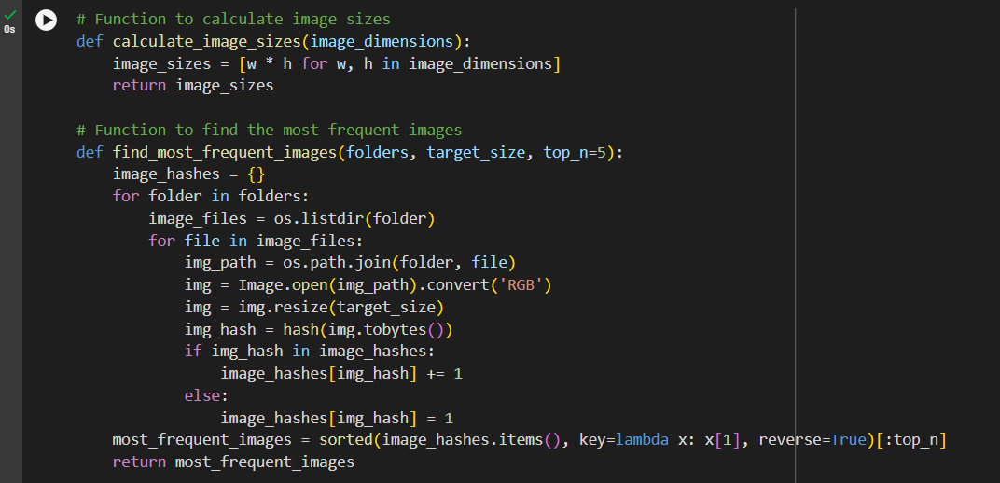 0s
# Function to calculate image sizes
def calculate_image_sizes(image_dimensions):
    image_sizes = [w * h for w, h in image_dimensions]
    return image_sizes

# Function to find the most frequent images
def find_most_frequent_images(folders, target_size, top_n=5):
    image_hashes = {}
    for folder in folders:
        image_files = os.listdir(folder)
        for file in image_files:
            img_path = os.path.join(folder, file)
            img = Image.open(img_path).convert('RGB')
            img = img.resize(target_size)
            img_hash = hash(img.tobytes())
            if img_hash in image_hashes:
                image_hashes[img_hash] += 1
            else:
                image_hashes[img_hash] = 1
    most_frequent_images = sorted(image_hashes.items(), key=lambda x: x[1], reverse=True)[:top_n]
    return most_frequent_images